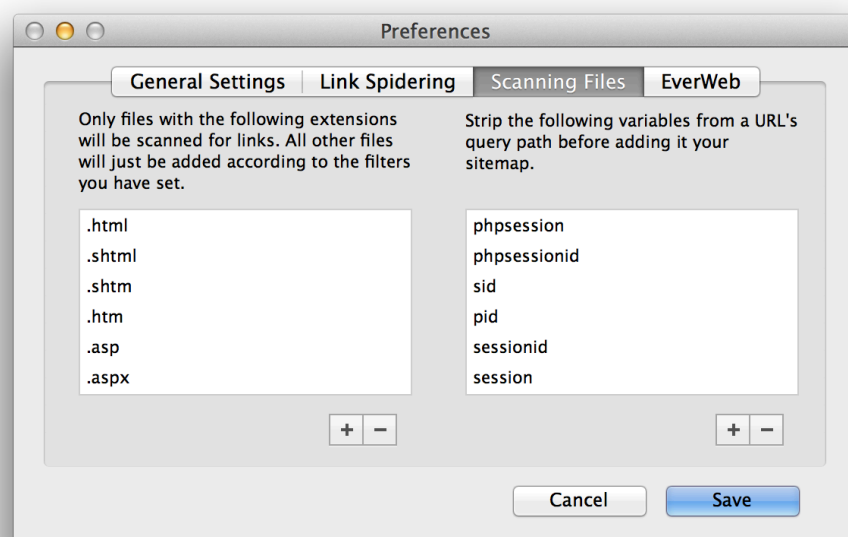 Preferences
General Settings
Link Spidering
Scanning Files
EverWeb
Only files with the following extensions
will be scanned for links. All other files
will just be added according to the filters
you have set.
.html
.shtml
.shtm
.htm
.asp
.aspx
+ −
Strip the following variables from a URL's
query path before adding it your
sitemap.
phpsession
phpsessionid
sid
pid
sessionid
session
+ −
Cancel
Save